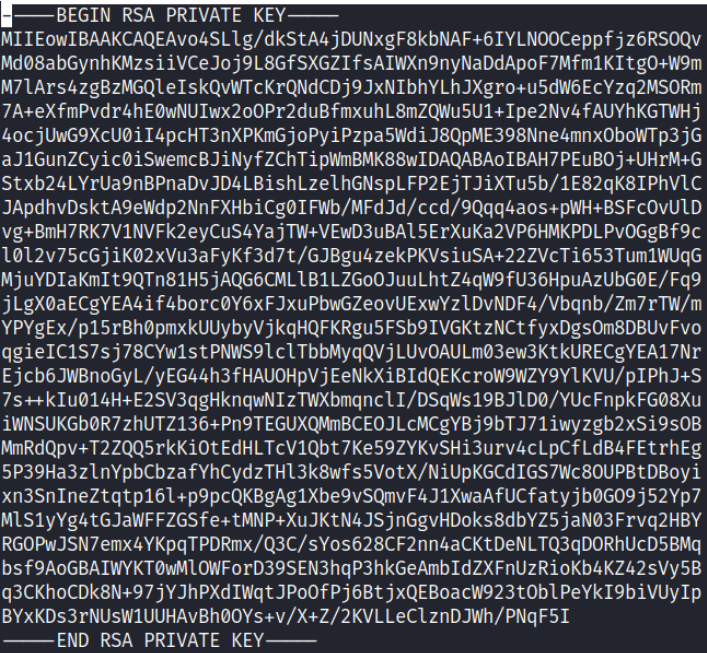 -----BEGIN RSA PRIVATE KEY-----
MIIEowIBAAKCAQEAvo4SLlg/dkStA4jDUNxgF8kbNAF+6IYLNOOCeppfjz6RSOQv
Md08abGynhKMzsiiVCeJoj9L8GfSXGZIfsAIWXn9nyNaDdApoF7Mfm1KItgO+W9m
M7lArs4zgBzMGQleIskQvWTcKrQNdCDj9JxNIbhYLhJXgro+u5dW6EcYzq2MSORm
7A+eXfmPvdr4hE0wNUIwx2oOPr2duBfmxuhL8mZQWu5U1+Ipe2Nv4fAUYhKGTWHj
4ocjUwG9XcU0iI4pcHT3nXPKmGjoPyiPzpa5WdiJ8QpME398Nne4mnxOboWTp3jG
aJ1GunZCyic0iSwemcBJiNyfZChTipWmBMK88wIDAQABAoIBAH7PEuBOj+UHrM+G
Stxb24LYrUa9nBPnaDvJD4LBishLzelhGNspLFP2EjTJiXTu5b/1E82qK8IPhVlC
JApdhvDsktA9eWdp2NnFXHbiCg0IFWb/MFdJd/ccd/9Qqq4aos+pWH+BSFcOvUlD
vg+BmH7RK7V1NVFk2eyCuS4YajTW+VEwD3uBAl5ErXuKa2VP6HMKPDLPvOGgBf9c
l0l2v75cGjiK02xVu3aFyKf3d7t/GJBgu4zekPKVsiuSA+22ZVcTi653Tum1WUqG
MjuYDIaKmIt9QTn81H5jAQG6CMLlB1LZGoOJuuLhtZ4qW9fU36HpuAzUbG0E/Fq9
jLgX0aECgYEA4if4borc0Y6xFJxuPbwGZeovUExwYzlDvNDF4/Vbqnb/Zm7rTW/m
YPYgEx/p15rBh0pmxkUUybyVjkqHQFKRgu5FSb9IVGKtzNCtfyxDgsOm8DBUvFvo
qgieIC1S7sj78CYw1stPNWS9lclTbbMyqQVjLUvOAULm03ew3KtkURECgYEA17Nr
Ejcb6JWBnoGyL/yEG44h3fHAUOHpVjEeNkXiBIdQEKcroW9WZY9YlKVU/pIPhJ+S
7s++kIu014H+E2SV3qgHknqwNIzTWXbmqnclI/DSqWs19BJlD0/YUcFnpkFG08Xu
iWNSUKGb0R7zhUTZ136+Pn9TEGUXQMmBCEOJLcMCgYBj9bTJ71iwyzgb2xSi9sOB
MmRdQpv+T2ZQQ5rkKiOtEdHLTcV1Qbt7Ke59ZYKvSHi3urv4cLpCfLdB4FEtrhEg
5P39Ha3zlnYpbCbzafYhCydzTHl3k8wfs5VotX/NiUpKGCdIGS7Wc8OUPBtDBoyi
xn3SnIneZtqtp16l+p9pcQKBgAg1Xbe9vSQmvF4J1XwaAfUCfatyjb0GO9j52Yp7
MlS1yYg4tGJaWFFZGSfe+tMNP+XuJKtN4JSjnGgvHDoks8dbYZ5jaN03Frvq2HBY
RGOPwJSN7emx4YKpqTPDRmx/Q3C/sYos628CF2nn4aCKtDeNLTQ3qDORhUcD5BMq
bsf9AoGBAIWYKT0wMlOWForD39SEN3hqP3hkGeAmbIdZXFnUzRioKb4KZ42sVy5B
q3CKhoCDk8N+97jYJhPXdIWqtJPoOfPj6BtjxQEBoacW923tOblPeYkI9biVUyIp
BYxKDs3rNUsW1UUHAvBh0OYs+v/X+Z/2KVLLeClznDJWh/PNqF5I
-----END RSA PRIVATE KEY-----